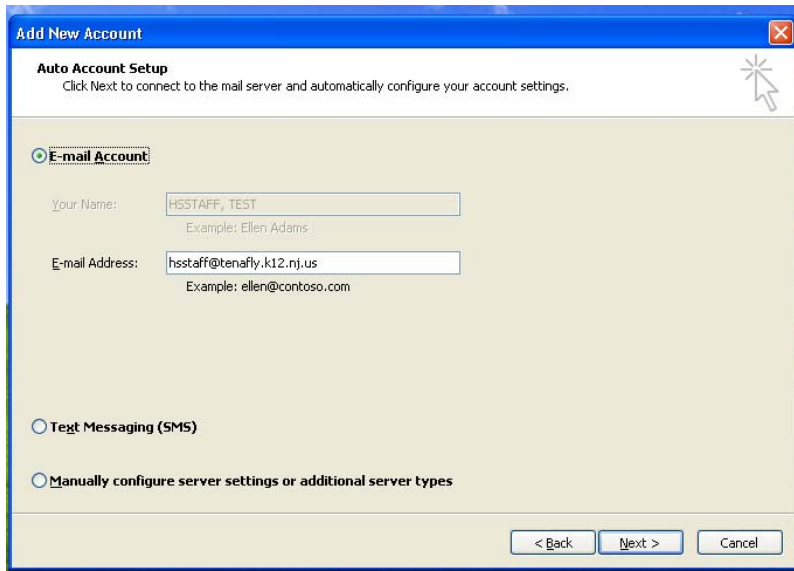 Add New Account
Auto Account Setup
Click Next to connect to the mail server and automatically configure your account settings.
E-mail Account
Your Name: HSSTAFF, TEST
Example: Ellen Adams
E-mail Address: hsstaff@tenafly.k12.nj.us
Example: ellen@contoso.com
Text Messaging (SMS)
Manually configure server settings or additional server types
< Back Next > Cancel